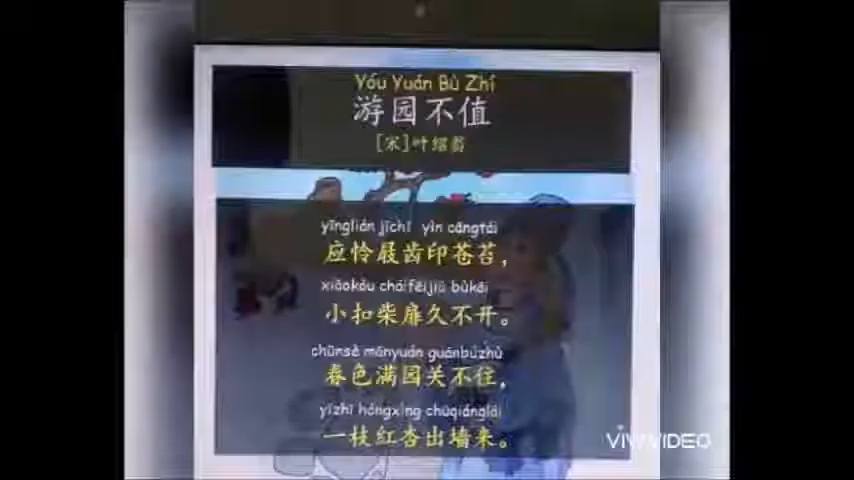 Yóu Yuán Bù Zhí
游园不值
[宋]叶绍翁
yīnglián jīchǐ yìn cāngtái
应怜屐齿印苍苔，
xiǎokòu cháifēijiǔ bùkāi
小扣柴扉久不开。
chūnsè mǎnyuán guānbúzhù
春色满园关不住，
yìzhī hóngxìng chūqiánglái
一枝红杏出墙来。
VIVAVIDEO